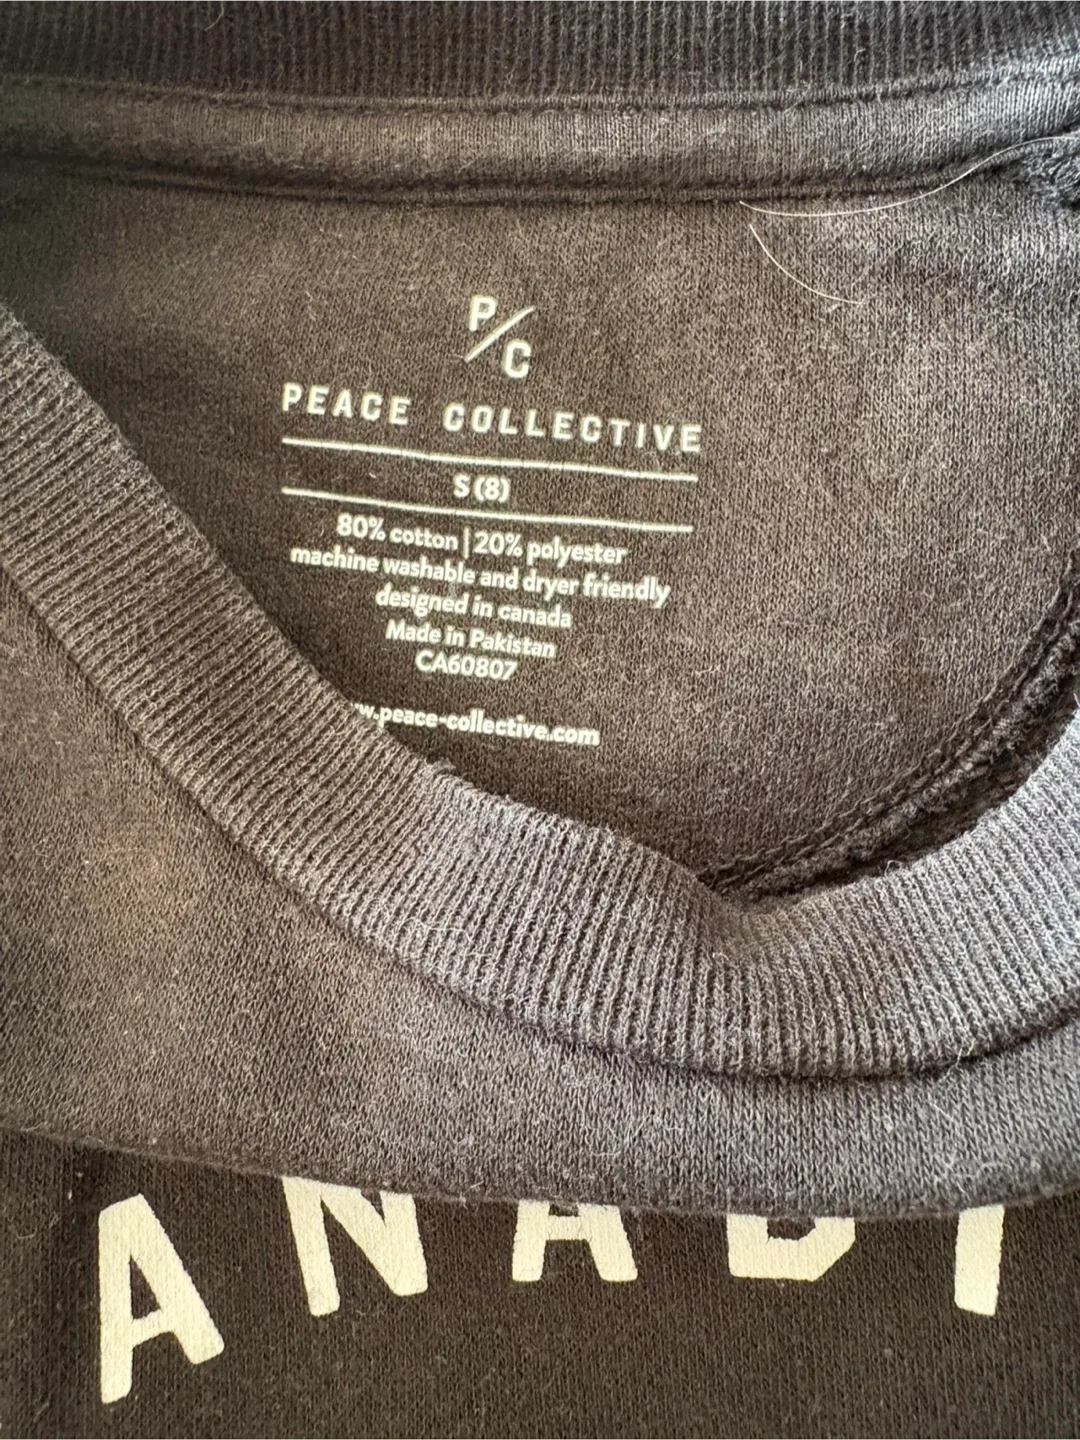 P/C
PEACE COLLECTIVE
S (8)
80% cotton | 20% polyester
machine washable and dryer friendly
designed in canada
Made in Pakistan
CA60807
w.peace-collective.com
ANADI